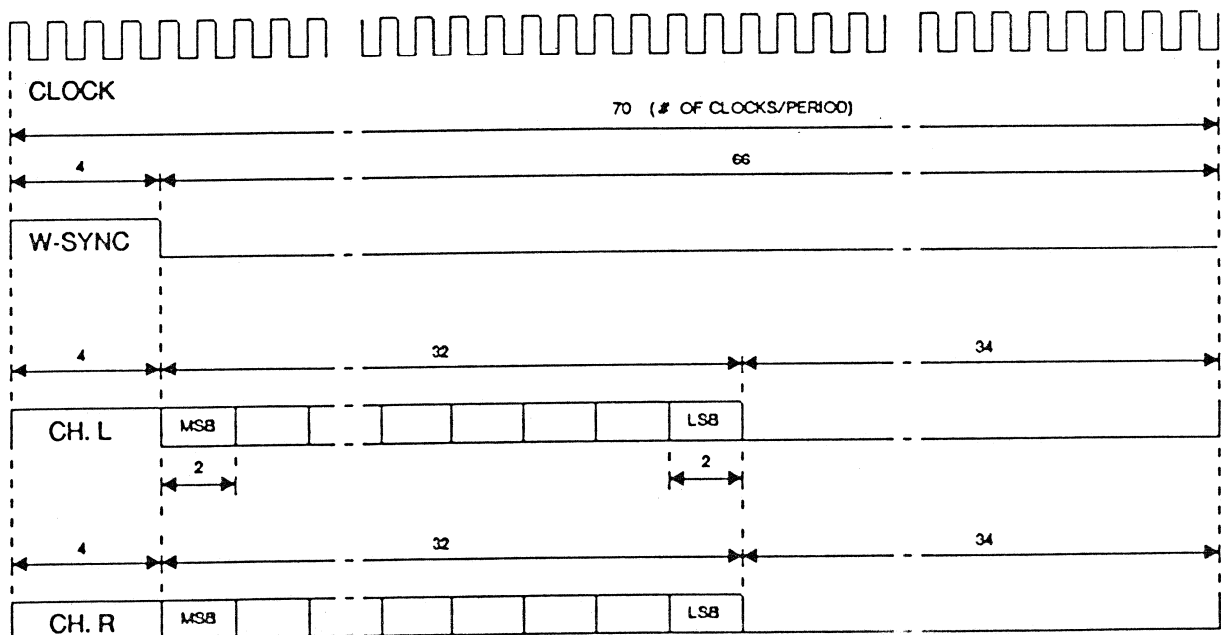 CLOCK
70 (# OF CLOCKS/PERIOD)
4 66
W-SYNC
4 32 34
CH. L MSB LSB
2 2
4 32 34
CH. R MSB LSB